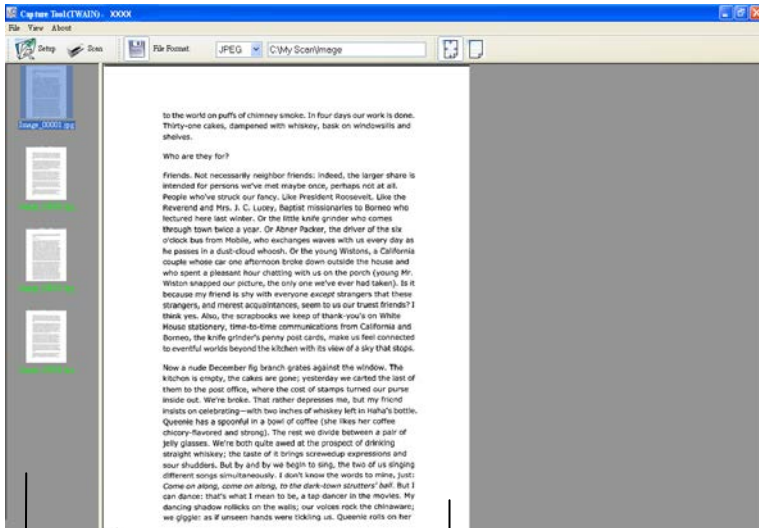 Capture Tool(TWAIN) - XXXX
File View About
Setup Scan File Format JPEG C:\My Scan\Image
Image_00001.jpg
to the world on puffs of chimney smoke. In four days our work is done.
Thirty-one cakes, dampened with whiskey, bask on windowsills and
shelves.
Who are they for?
Friends. Not necessarily neighbor friends: indeed, the larger share is
intended for persons we've met maybe once, perhaps not at all.
People who've struck our fancy. Like President Roosevelt. Like the
Reverend and Mrs. J. C. Lucey, Baptist missionaries to Borneo who
lectured here last winter. Or the little knife grinder who comes
through town twice a year. Or Abner Packer, the driver of the six
o'clock bus from Mobile, who exchanges waves with us every day as
he passes in a dust-cloud whoosh. Or the young Wistons, a California
couple whose car one afternoon broke down outside the house and
who spent a pleasant hour chatting with us on the porch (young Mr.
Wiston snapped our picture, the only one we've ever had taken). Is it
because my friend is shy with everyone except strangers that these
strangers, and merest acquaintances, seem to us our truest friends? I
think yes. Also, the scrapbooks we keep of thank-you's on White
House stationery, time-to-time communications from California and
Borneo, the knife grinder's penny post cards, make us feel connected
to eventful worlds beyond the kitchen with its view of a sky that stops.
Now a nude December fig branch grates against the window. The
kitchen is empty, the cakes are gone; yesterday we carted the last of
them to the post office, where the cost of stamps turned our purse
inside out. We're broke. That rather depresses me, but my friend
insists on celebrating—with two inches of whiskey left in Haha's bottle.
Queenie has a spoonful in a bowl of coffee (she likes her coffee
chicory-flavored and strong). The rest we divide between a pair of
jelly glasses. We're both quite awed at the prospect of drinking
straight whiskey; the taste of it brings screwedup expressions and
sour shudders. But by and by we begin to sing, the two of us singing
different songs simultaneously. I don't know the words to mine, just:
Come on along, come on along, to the dark-town strutters' ball. But I
can dance: that's what I mean to be, a tap dancer in the movies. My
dancing shadow rollicks on the walls; our voices rock the chinaware;
we giggle: as if unseen hands were tickling us. Queenie rolls on her